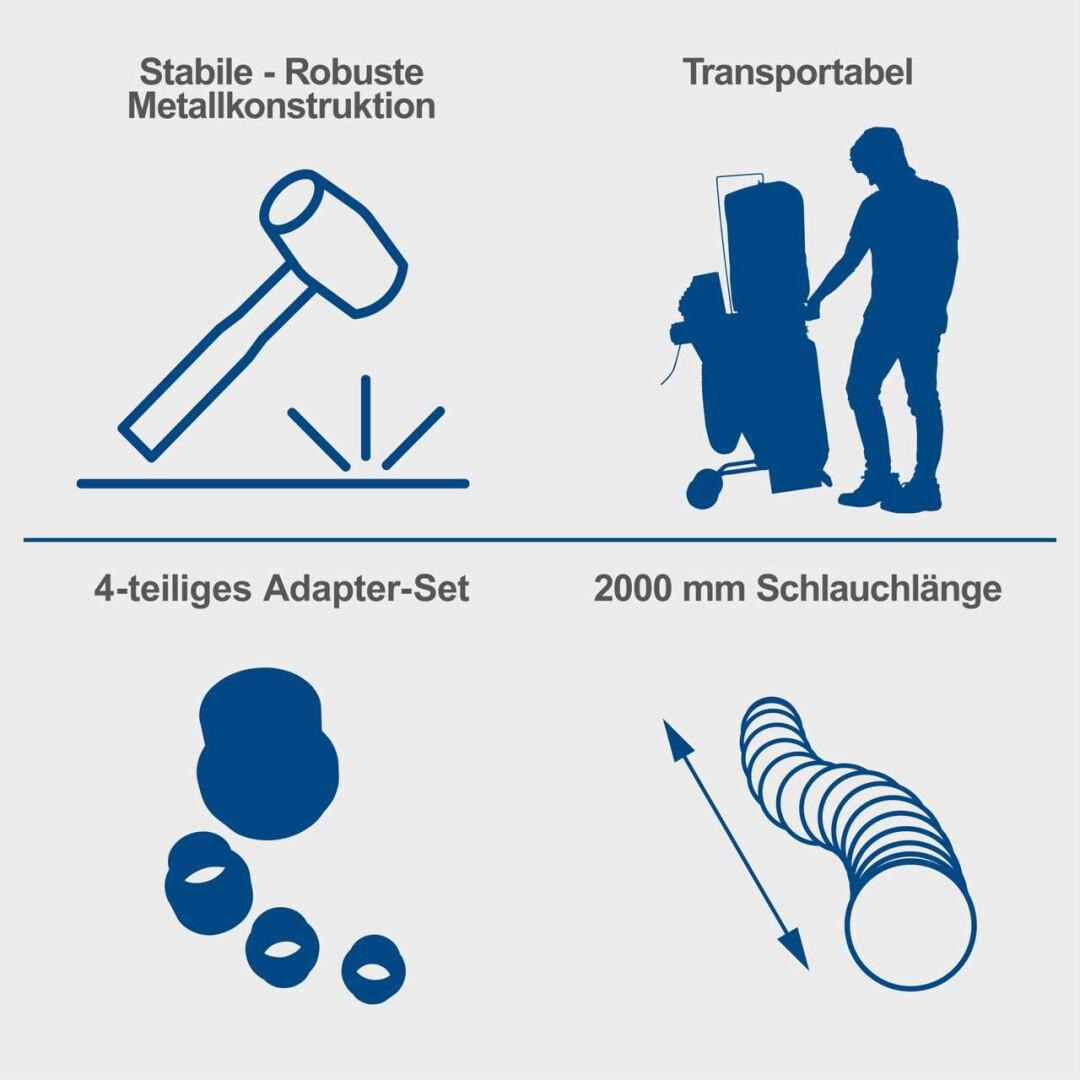 Stabile - Robuste
Metallkonstruktion
Transportabel
4-teiliges Adapter-Set
2000 mm Schlauchlänge